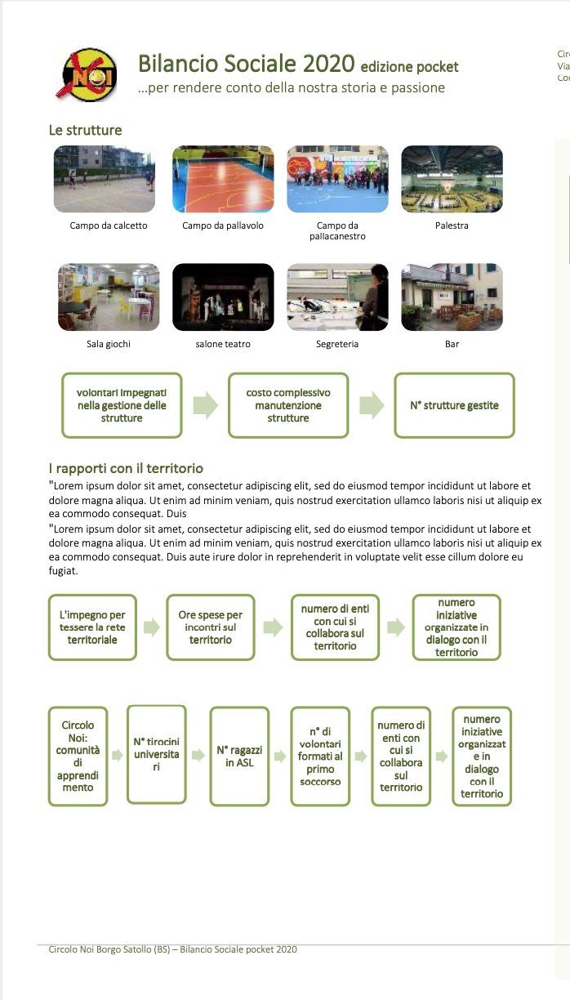 NOI
Bilancio Sociale 2020 edizione pocket
...per rendere conto della nostra storia e passione
Le strutture
Campo da calcetto
Campo da pallavolo
Campo da
pallacanestro
Palestra
Sala giochi
salone teatro
Segreteria
Bar
volontari impegnati
nella gestione delle
strutture
costo complessivo
manutenzione
strutture
N° strutture gestite
I rapporti con il territorio
"Lorem ipsum dolor sit amet, consectetur adipiscing elit, sed do eiusmod tempor incididunt ut labore et
dolore magna aliqua. Ut enim ad minim veniam, quis nostrud exercitation ullamco laboris nisi ut aliquip ex
ea commodo consequat. Duis
"Lorem ipsum dolor sit amet, consectetur adipiscing elit, sed do eiusmod tempor incididunt ut labore et
dolore magna aliqua. Ut enim ad minim veniam, quis nostrud exercitation ullamco laboris nisi ut aliquip ex
ea commodo consequat. Duis aute irure dolor in reprehenderit in voluptate velit esse cillum dolore eu
fugiat.
L'impegno per
tessere la rete
territoriale
Ore spese per
incontri sul
territorio
numero di enti
con cui si
collabora sul
territorio
numero
iniziative
organizzate in
dialogo con il
territorio
Circolo
Noi:
comunità
di
apprendi
mento
N° tirocini
universita
ri
N° ragazzi
in ASL
n° di
volontari
formati al
primo
soccorso
numero di
enti con
cui si
collabora
sul
territorio
numero
iniziative
organizzat
e in
dialogo
con il
territorio
Circolo Noi Borgo Satollo (BS) – Bilancio Sociale pocket 2020
Via